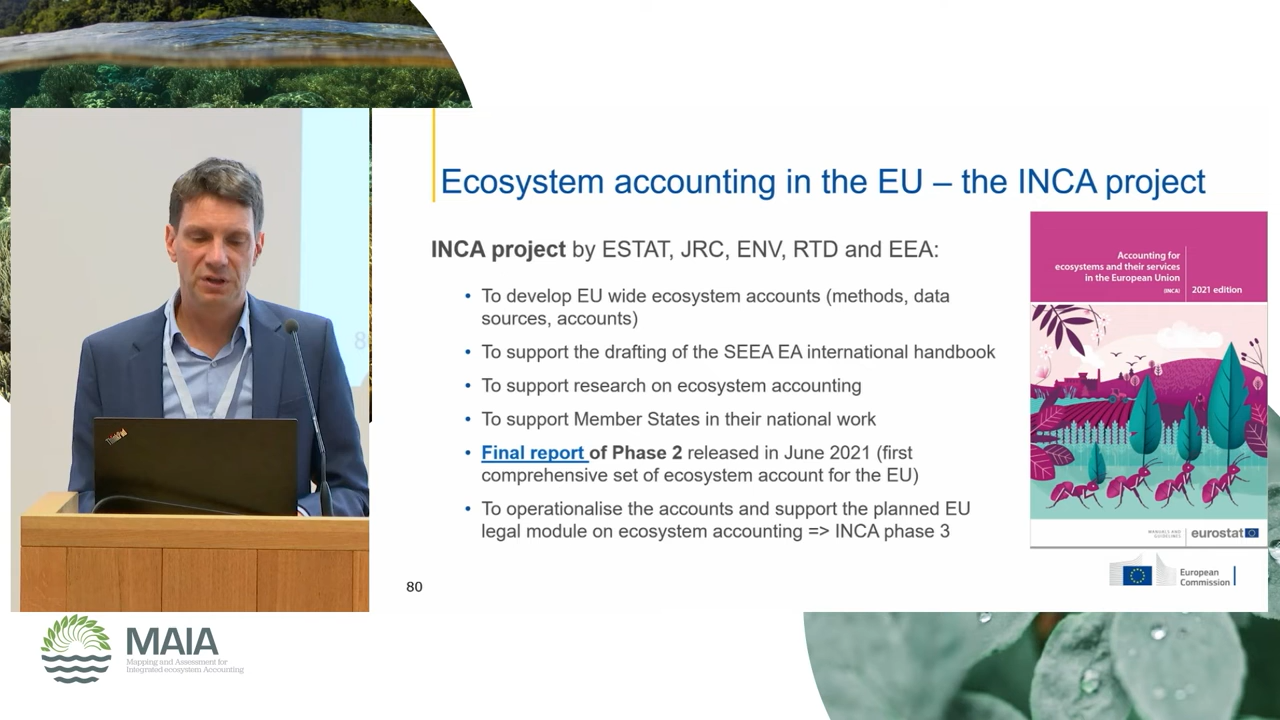 Ecosystem accounting in the EU – the INCA project
INCA project by ESTAT, JRC, ENV, RTD and EEA:
• To develop EU wide ecosystem accounts (methods, data
sources, accounts)
• To support the drafting of the SEEA EA international handbook
• To support research on ecosystem accounting
• To support Member States in their national work
• Final report of Phase 2 released in June 2021 (first
comprehensive set of ecosystem account for the EU)
• To operationalise the accounts and support the planned EU
legal module on ecosystem accounting => INCA phase 3
80
Accounting for
ecosystems and their services
in the European Union
(INCA)
2021 edition
MANUALS AND
GUIDELINES
eurostat
European
Commission
ThinkPad
8
MAIA
Mapping and Assessment for
Integrated ecosystem Accounting